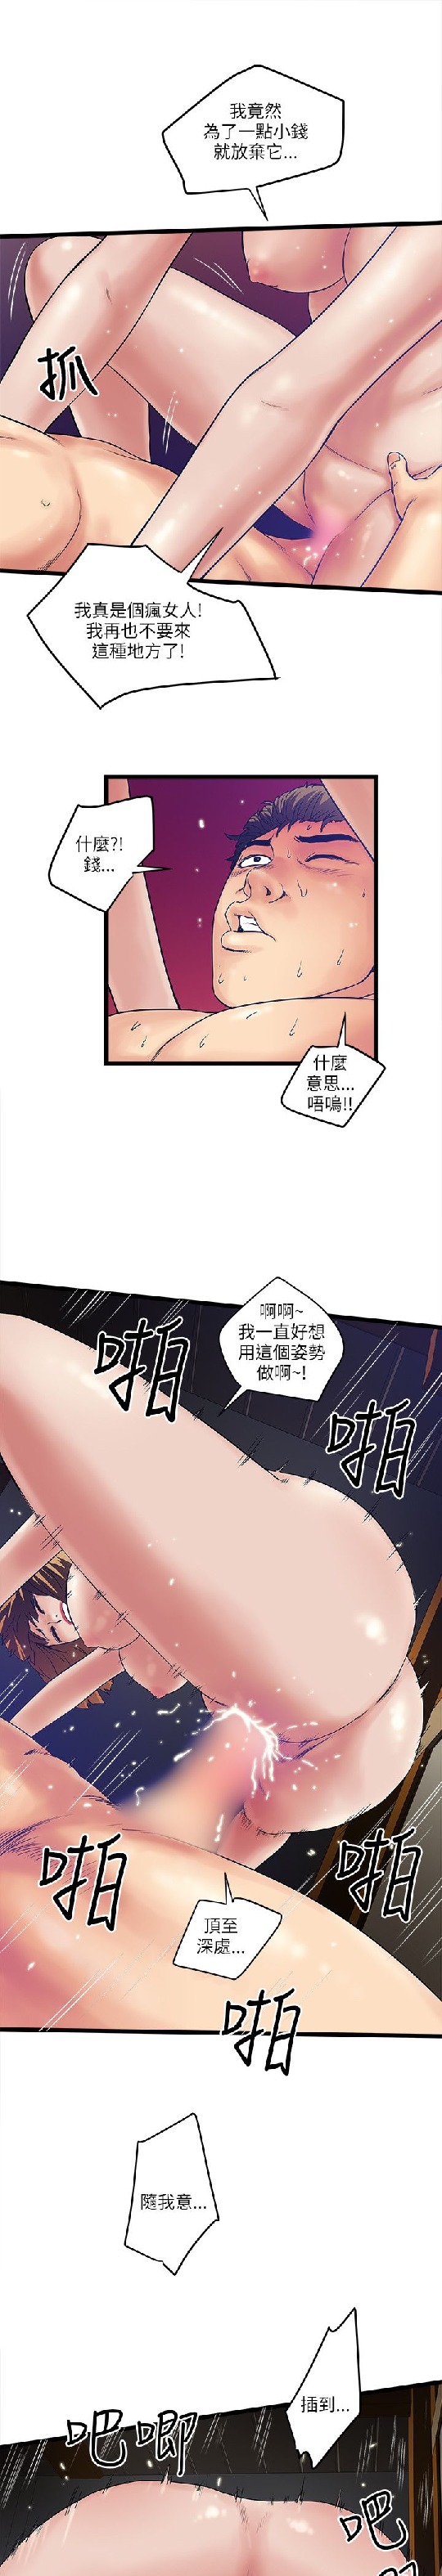 我竟然
為了一點小錢
就放棄它...
抓
我真是個瘋女人!
我再也不要來
這種地方了!
什麼?!
錢...
什麼
意思...
唔嗚!!
啊啊~
我一直好想
用這個姿勢
做啊~!
啪
啪
啪
啪
頂至
深處...
啪
隨我意...
插到...
吧唧
吧